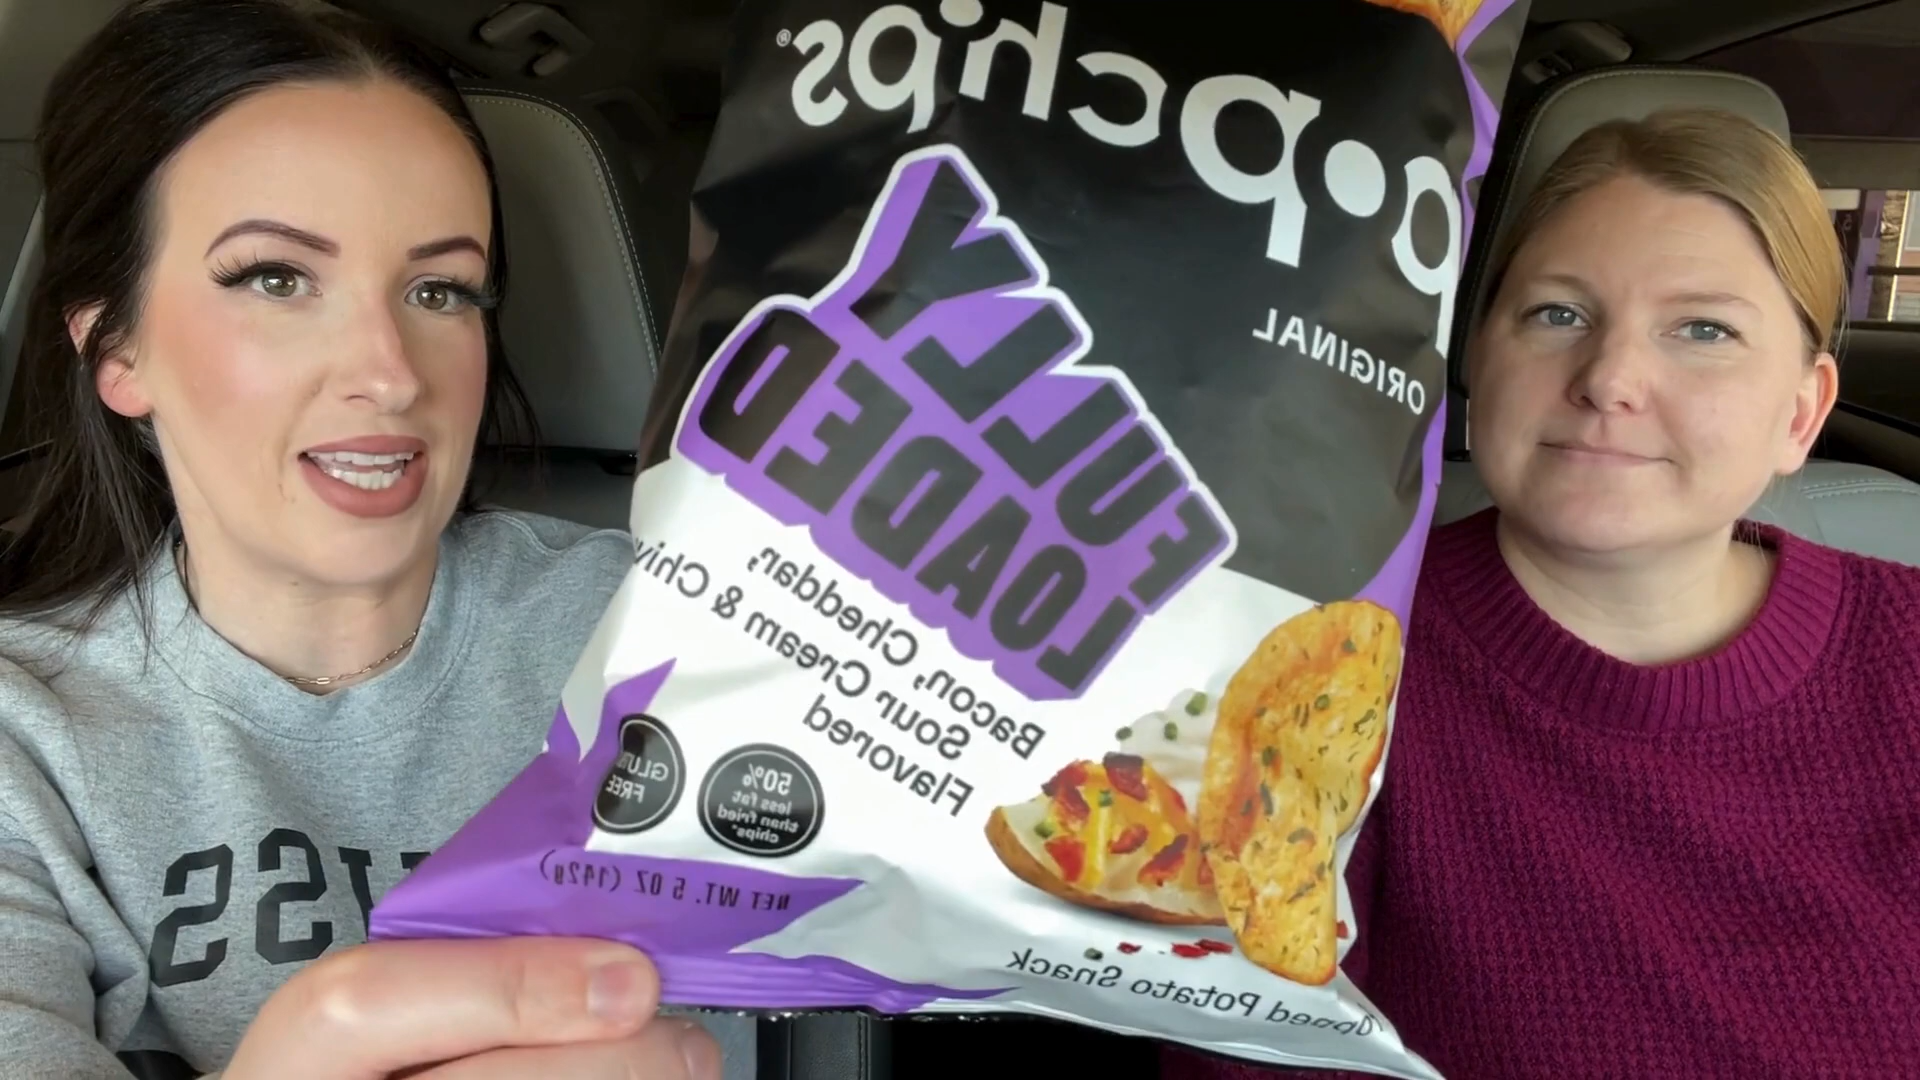 p•pchips®
ORIGINAL
FULLY
LOADED
Bacon, Cheddar,
Sour Cream & Chive
Flavored
50%
less fat
than fried
chips*
GLUTEN
FREE
NET WT. 5 OZ (142g)
Popped Potato Snack